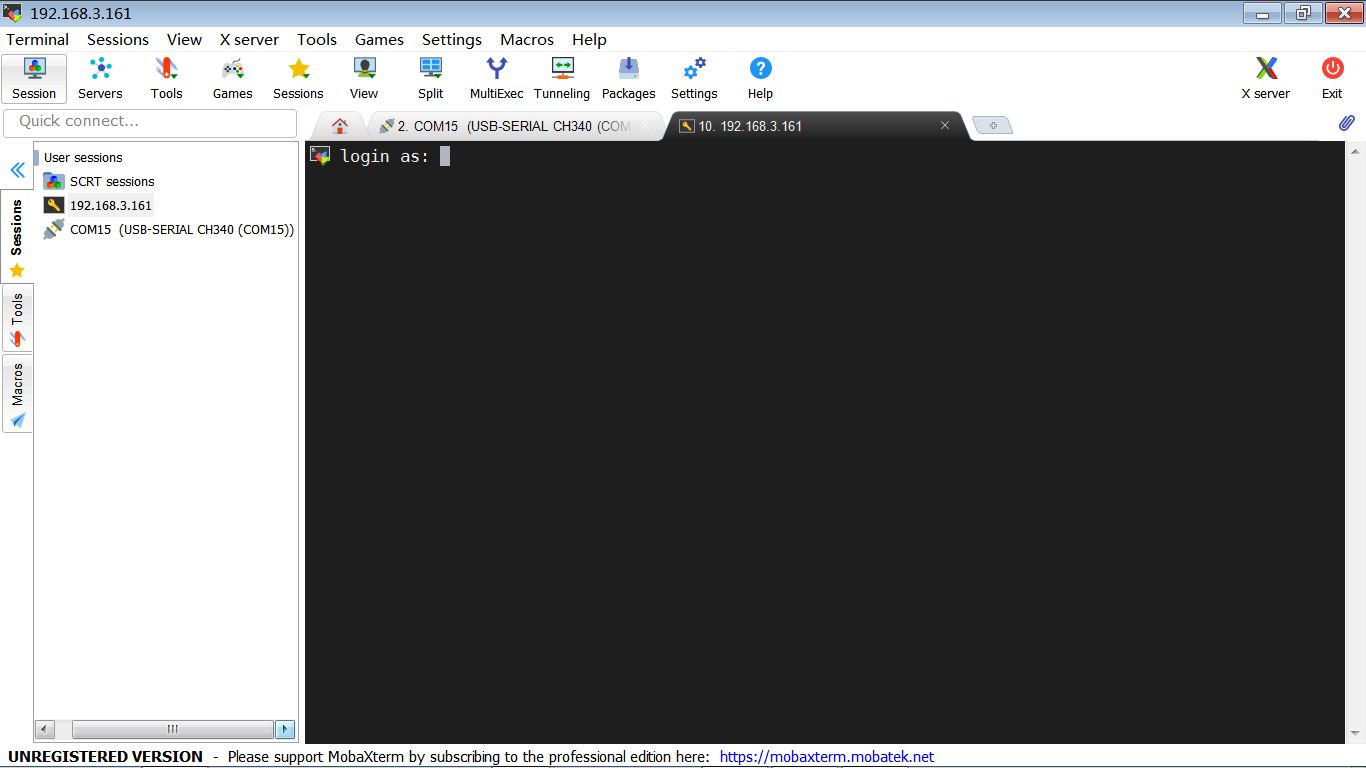 192.168.3.161
Terminal Sessions View X server Tools Games Settings Macros Help
Session Servers Tools Games Sessions View Split MultiExec Tunneling Packages Settings Help X server Exit
Quick connect...
2. COM15 (USB-SERIAL CH340 (COM
10. 192.168.3.161
User sessions
SCRT sessions
192.168.3.161
COM15 (USB-SERIAL CH340 (COM15))
Sessions
Tools
Macros
login as:
UNREGISTERED VERSION - Please support MobaXterm by subscribing to the professional edition here: https://mobaxterm.mobatek.net